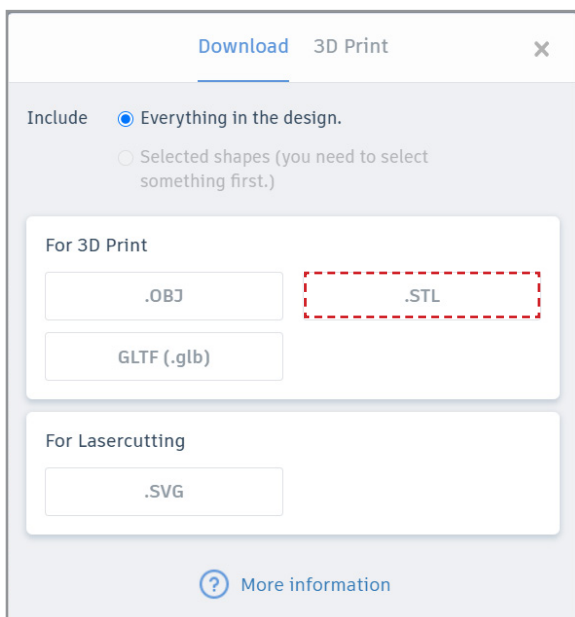 Download 3D Print
Include Everything in the design.
Selected shapes (you need to select
something first.)
For 3D Print
.OBJ .STL
GLTF (.glb)
For Lasercutting
.SVG
? More information